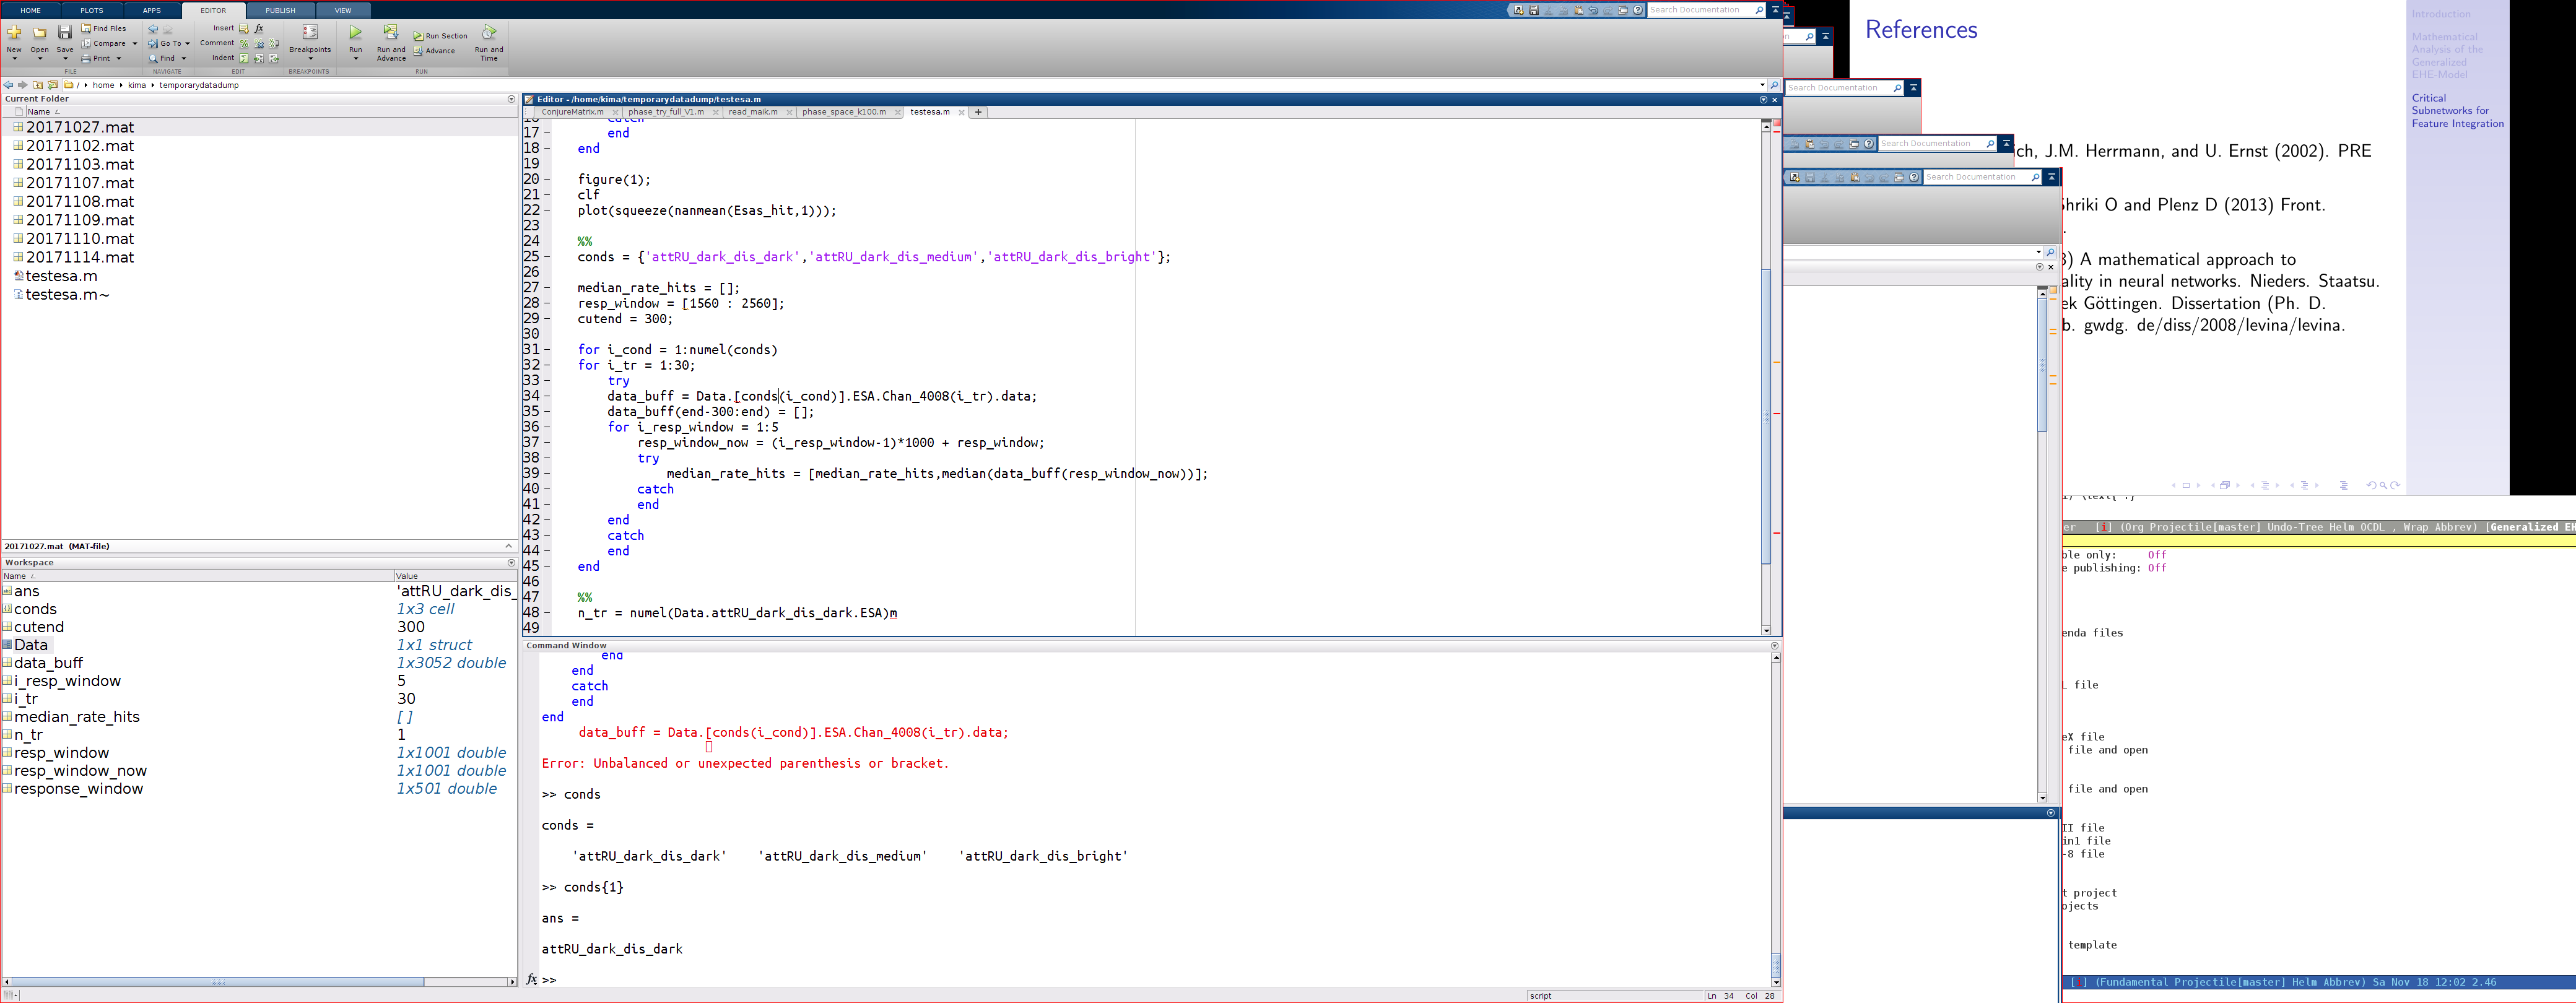 HOME PLOTS APPS EDITOR PUBLISH VIEW
Search Documentation
New Open Save
Find Files
Compare
Print
FILE
Go To
Find
NAVIGATE
Insert
Comment
Indent
EDIT
Breakpoints
BREAKPOINTS
Run
Run and Advance
Run Section
Advance
Run and Time
RUN
/ home kima temporarydatadump
Current Folder
Name
20171027.mat
20171102.mat
20171103.mat
20171107.mat
20171108.mat
20171109.mat
20171110.mat
20171114.mat
testesa.m
testesa.m~
20171027.mat (MAT-file)
Workspace
Name Value
ans 'attRU_dark_dis_
conds 1x3 cell
cutend 300
Data 1x1 struct
data_buff 1x3052 double
i_resp_window 5
i_tr 30
median_rate_hits []
n_tr 1
resp_window 1x1001 double
resp_window_now 1x1001 double
response_window 1x501 double
Editor - /home/kima/temporarydatadump/testesa.m
ConjureMatrix.m phase_try_full_V1.m read_maik.m phase_space_k100.m testesa.m +
16 catch
17 end
18 end
19
20 figure(1);
21 clf
22 plot(squeeze(nanmean(Esas_hit,1)));
23
24 %%
25 conds = {'attRU_dark_dis_dark','attRU_dark_dis_medium','attRU_dark_dis_bright'};
26
27 median_rate_hits = [];
28 resp_window = [1560 : 2560];
29 cutend = 300;
30
31 for i_cond = 1:numel(conds)
32 for i_tr = 1:30;
33 try
34 data_buff = Data.[conds(i_cond)].ESA.Chan_4008(i_tr).data;
35 data_buff(end-300:end) = [];
36 for i_resp_window = 1:5
37 resp_window_now = (i_resp_window-1)*1000 + resp_window;
38 try
39 median_rate_hits = [median_rate_hits,median(data_buff(resp_window_now))];
40 catch
41 end
42 end
43 catch
44 end
45 end
46
47 %%
48 n_tr = numel(Data.attRU_dark_dis_dark.ESA)m
49
Command Window
end
end
catch
end
end
data_buff = Data.[conds(i_cond)].ESA.Chan_4008(i_tr).data;
Error: Unbalanced or unexpected parenthesis or bracket.
>> conds
conds =
'attRU_dark_dis_dark' 'attRU_dark_dis_medium' 'attRU_dark_dis_bright'
>> conds{1}
ans =
attRU_dark_dis_dark
fx >>
script Ln 34 Col 28
Search Documentation
Search Documentation
Search Documentation
References
Introduction
Mathematical
Analysis of the
Generalized
EHE-Model
Critical
Subnetworks for
Feature Integration
ch, J.M. Herrmann, and U. Ernst (2002). PRE
Shriki O and Plenz D (2013) Front.
) A mathematical approach to
ality in neural networks. Nieders. Staatsu.
ek Göttingen. Dissertation (Ph. D.
b. gwdg. de/diss/2008/levina/levina.
er [i] (Org Projectile[master] Undo-Tree Helm OCDL , Wrap Abbrev) [Generalized EH
ble only: Off
e publishing: Off
enda files
L file
eX file
file and open
file and open
II file
in1 file
-8 file
t project
ojects
template
[i] (Fundamental Projectile[master] Helm Abbrev) Sa Nov 18 12:02 2.46